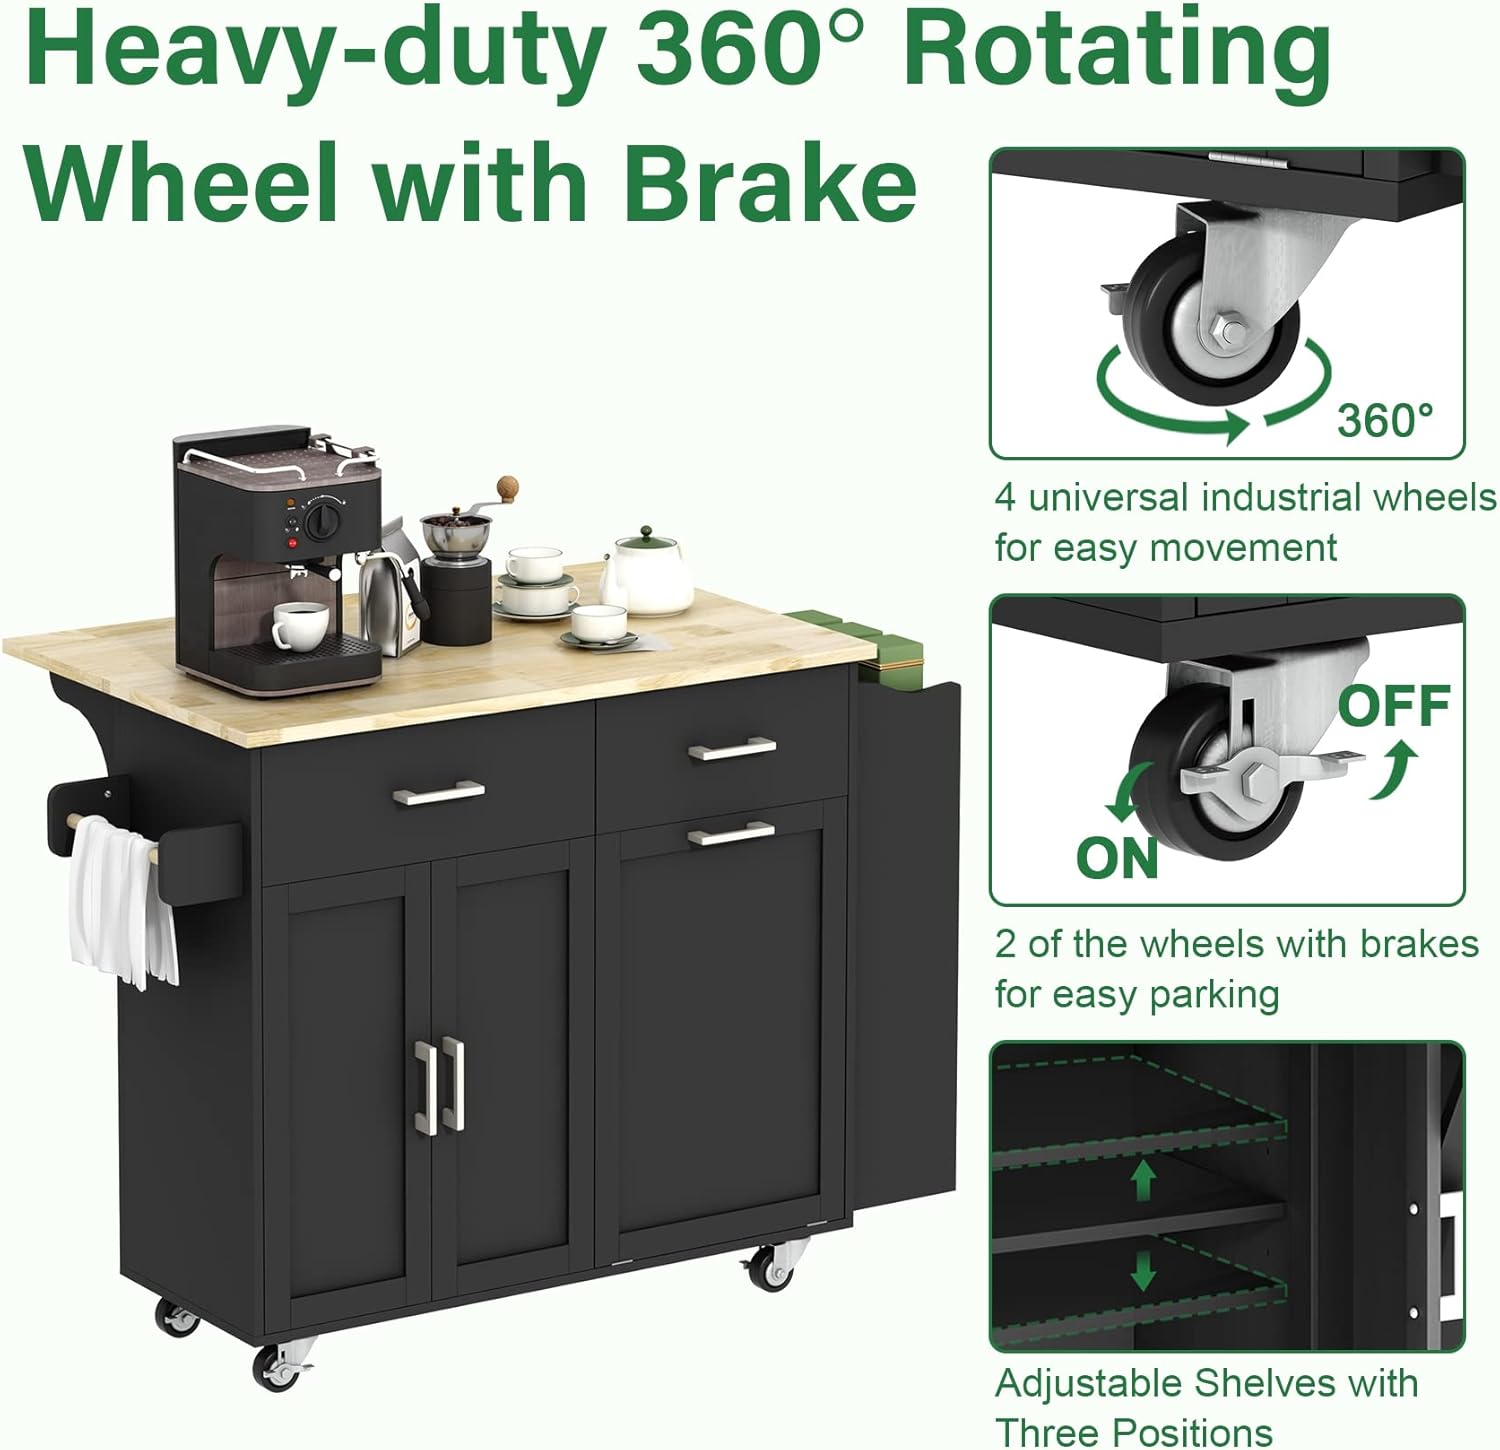 Heavy-duty 360° Rotating
Wheel with Brake
360°
4 universal industrial wheels
for easy movement
OFF
ON
2 of the wheels with brakes
for easy parking
Adjustable Shelves with
Three Positions